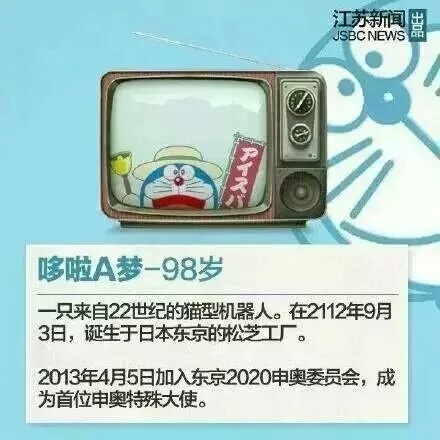 江苏新闻
JSBC NEWS
出品
アイスバ
哆啦A梦-98岁
一只来自22世纪的猫型机器人。在2112年9月
3日，诞生于日本东京的松芝工厂。
2013年4月5日加入东京2020申奥委员会，成
为首位申奥特殊大使。